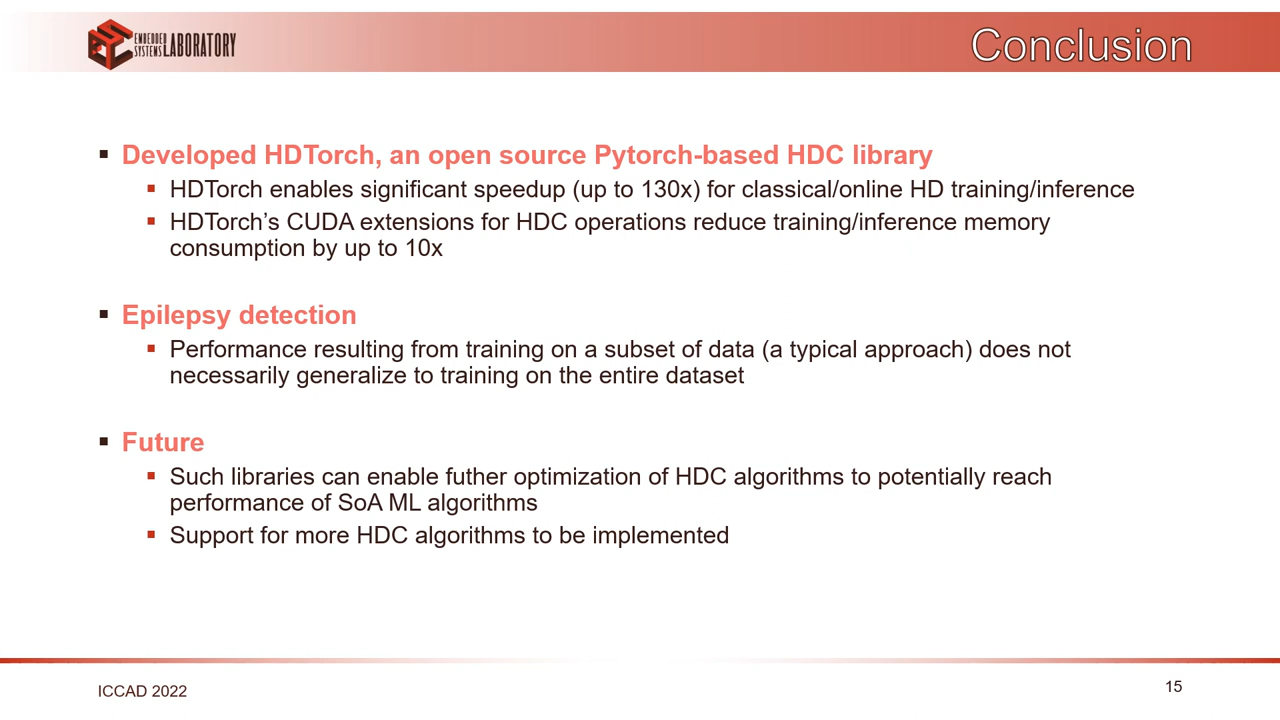 EMBEDDED
SYSTEMS LABORATORY
Conclusion
Developed HDTorch, an open source Pytorch-based HDC library
HDTorch enables significant speedup (up to 130x) for classical/online HD training/inference
HDTorch’s CUDA extensions for HDC operations reduce training/inference memory
consumption by up to 10x
Epilepsy detection
Performance resulting from training on a subset of data (a typical approach) does not
necessarily generalize to training on the entire dataset
Future
Such libraries can enable futher optimization of HDC algorithms to potentially reach
performance of SoA ML algorithms
Support for more HDC algorithms to be implemented
ICCAD 2022
15